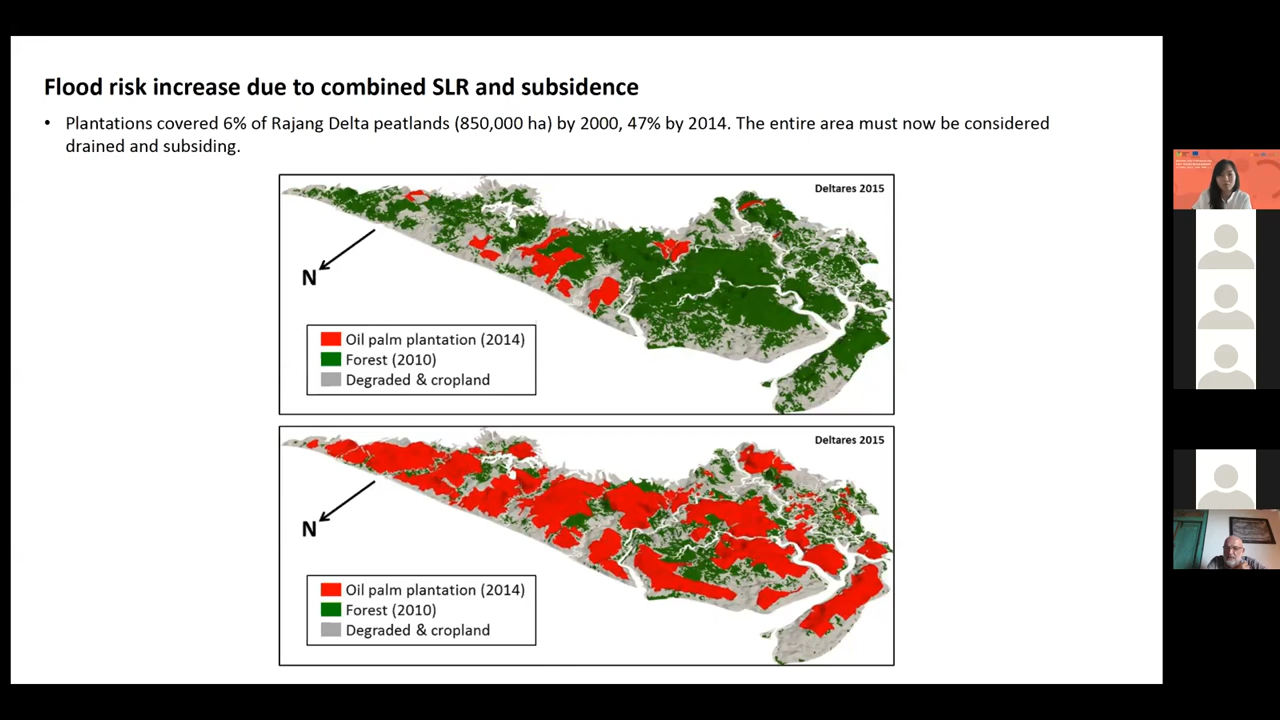 Flood risk increase due to combined SLR and subsidence
• Plantations covered 6% of Rajang Delta peatlands (850,000 ha) by 2000, 47% by 2014. The entire area must now be considered
drained and subsiding.
Deltares 2015
N
Oil palm plantation (2014)
Forest (2010)
Degraded & cropland
Deltares 2015
N
Oil palm plantation (2014)
Forest (2010)
Degraded & cropland